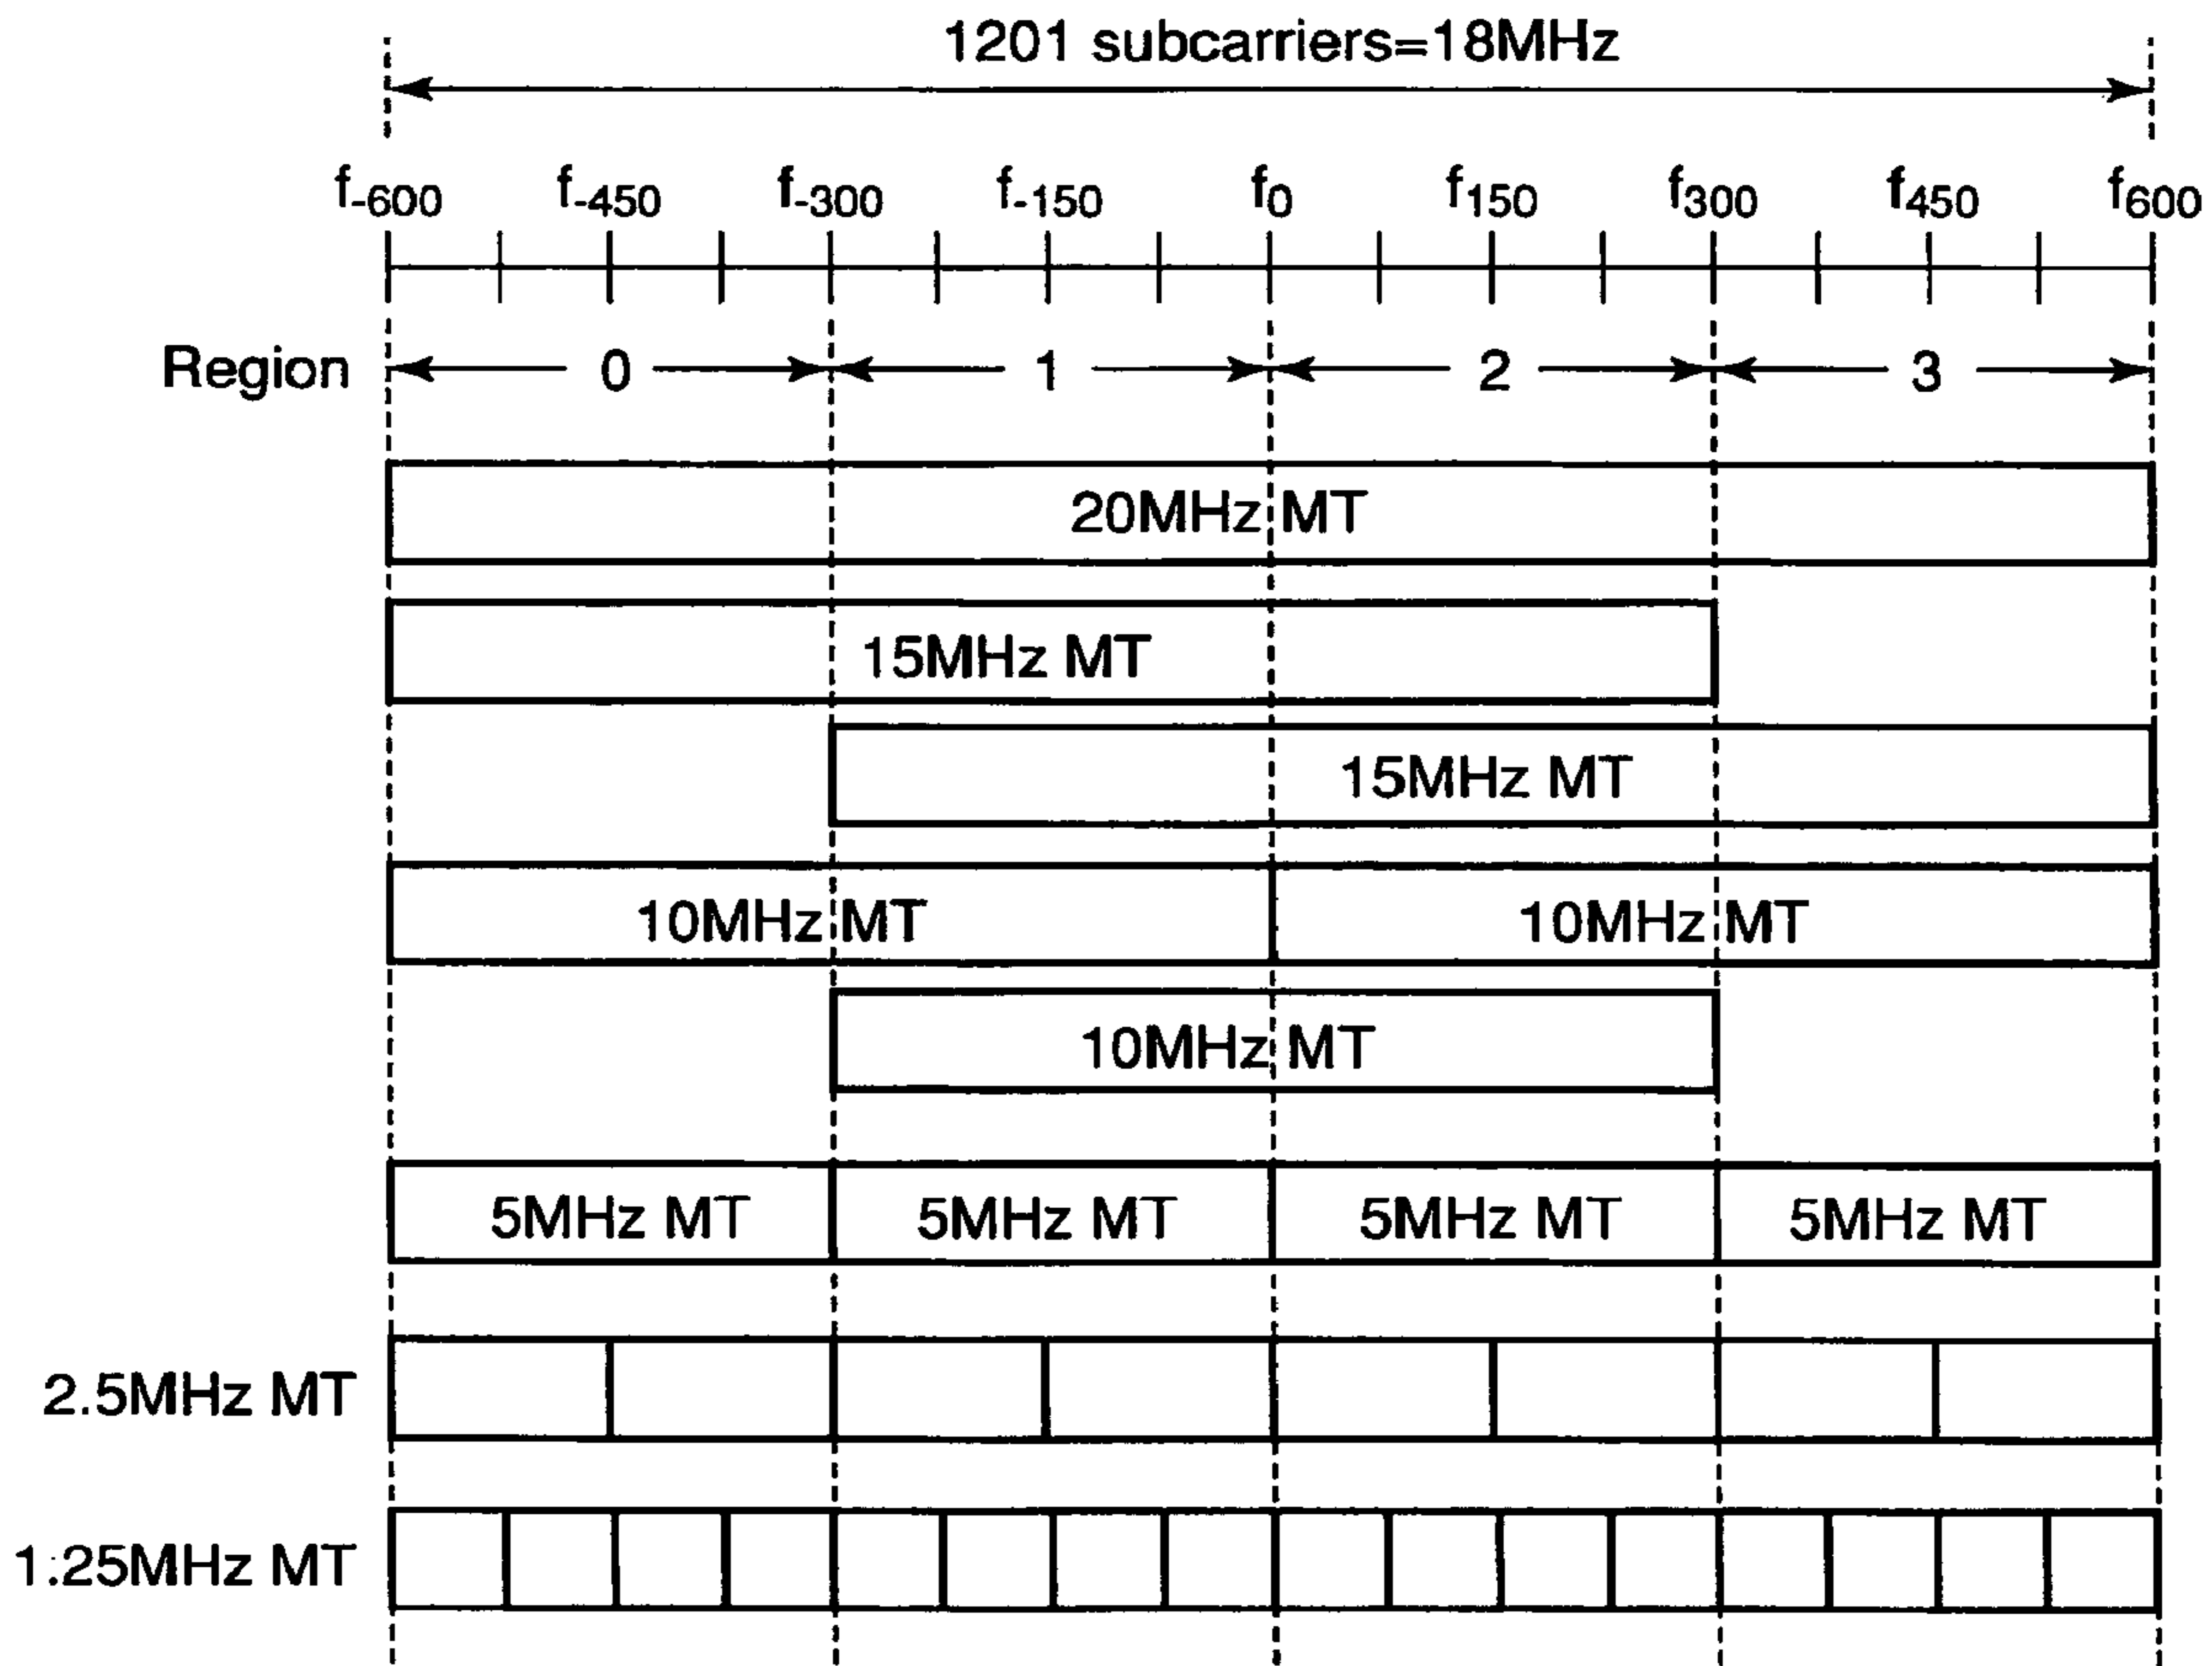 1201 subcarriers=18MHz
f-600 f-450 f-300 f-150 f0 f150 f300 f450 f600
Region 0 1 2 3
20MHz MT
15MHz MT
15MHz MT
10MHz MT 10MHz MT
10MHz MT
5MHz MT 5MHz MT 5MHz MT 5MHz MT
2.5MHz MT
1:25MHz MT